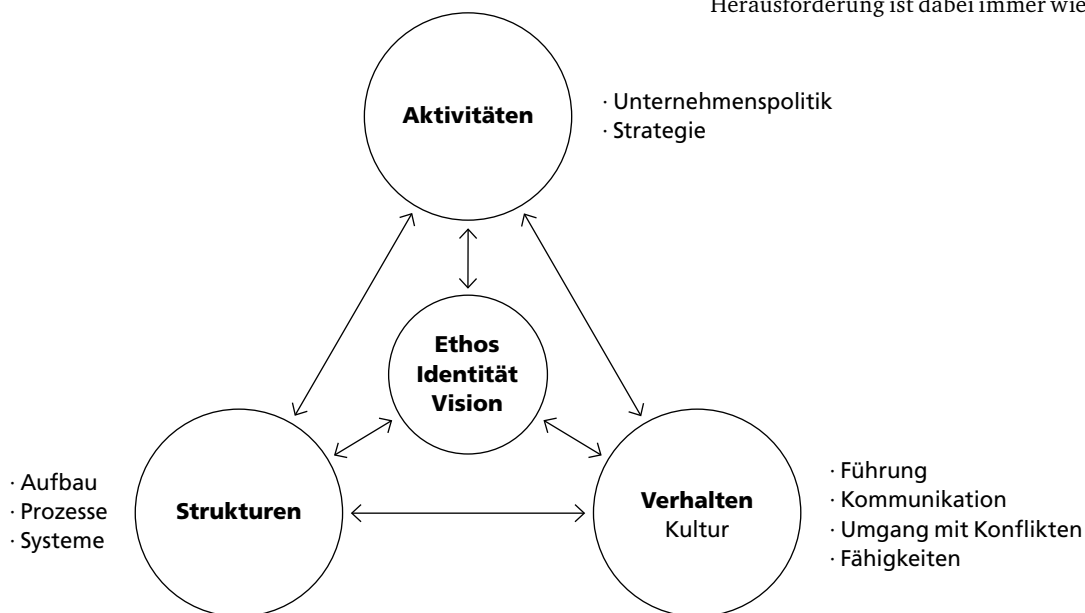 Herausforderung ist dabei immer wie
Aktivitäten
· Unternehmenspolitik
· Strategie
Ethos
Identität
Vision
· Aufbau
· Prozesse
· Systeme
Strukturen
Verhalten
Kultur
· Führung
· Kommunikation
· Umgang mit Konflikten
· Fähigkeiten